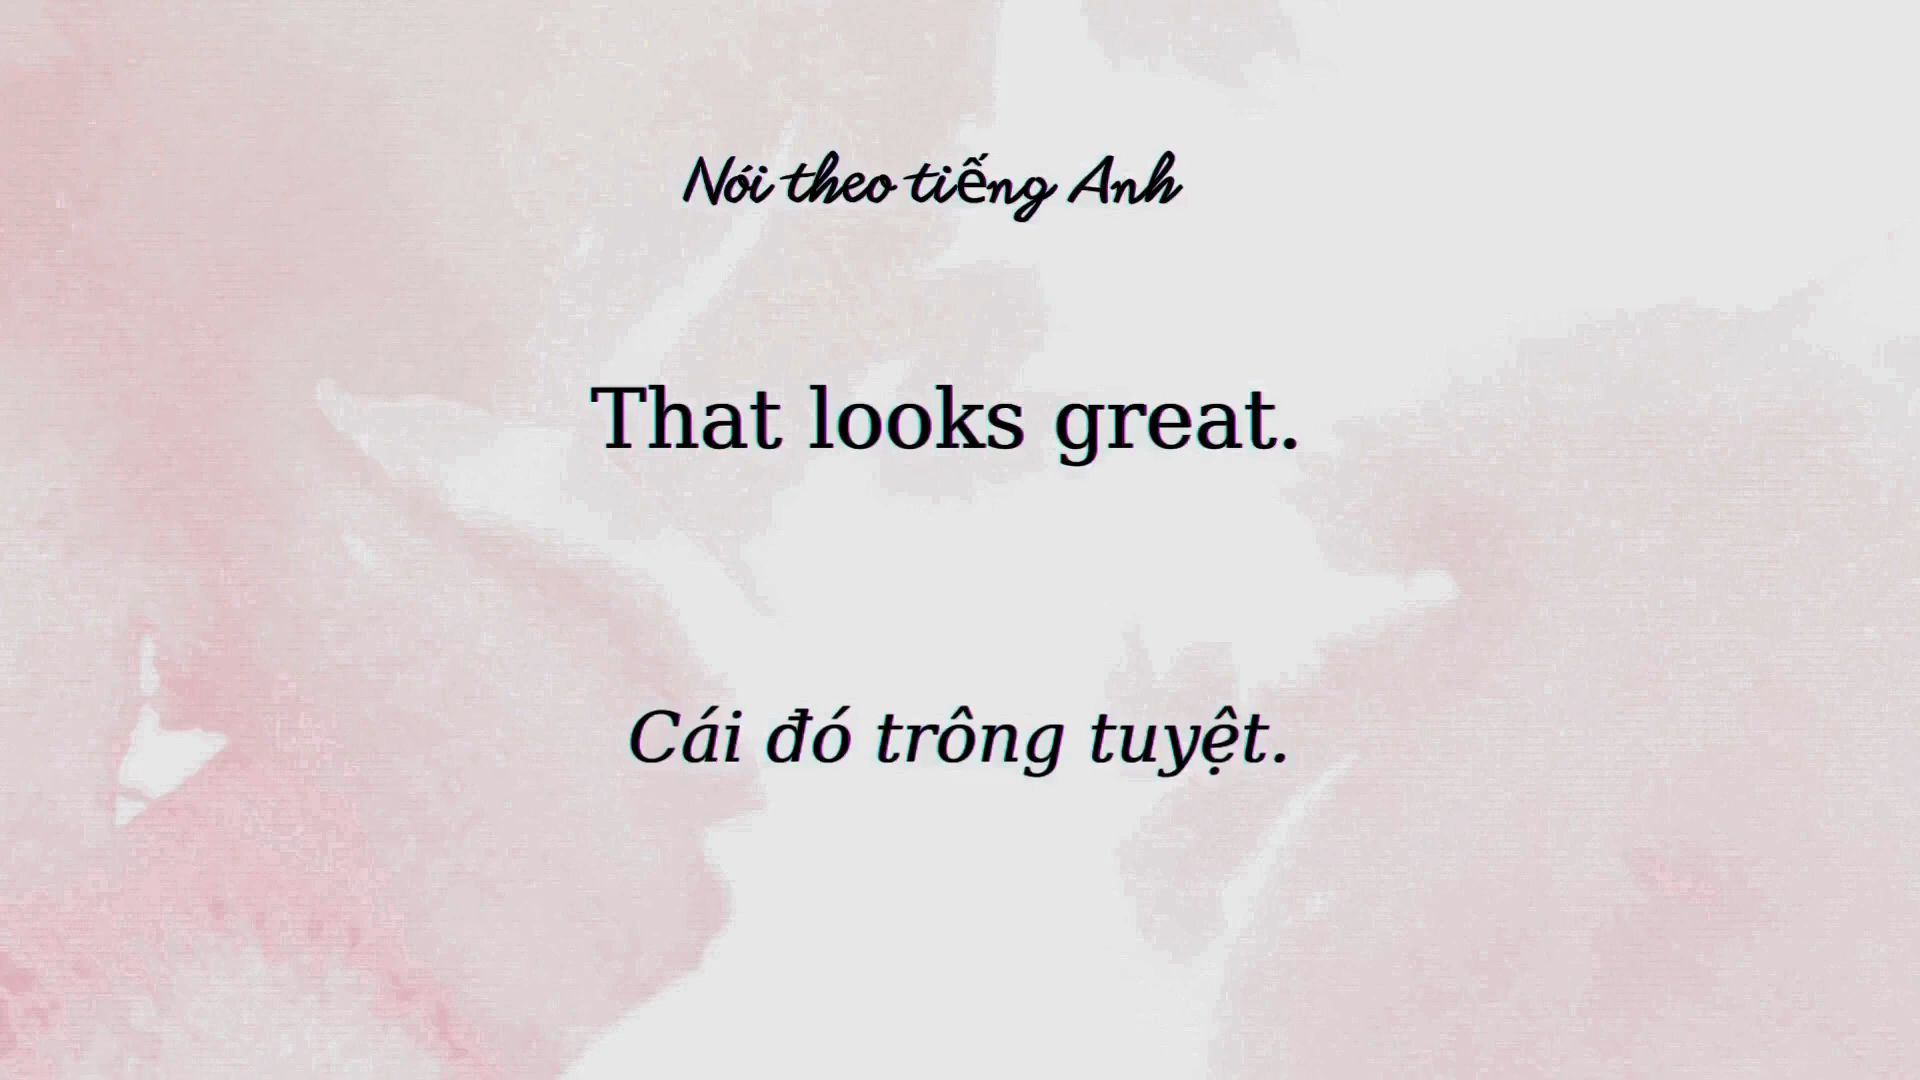 Nói theo tiếng Anh
That looks great.
Cái đó trông tuyệt.